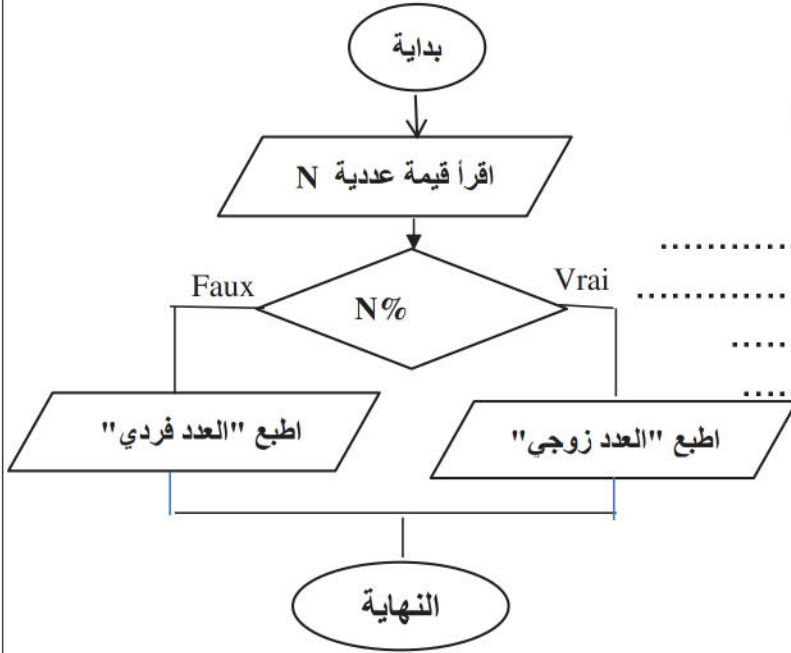 بداية
اقرأ قيمة عددية N
Faux
Vrai
N%
اطبع "العدد فردي"
اطبع "العدد زوجي"
النهاية